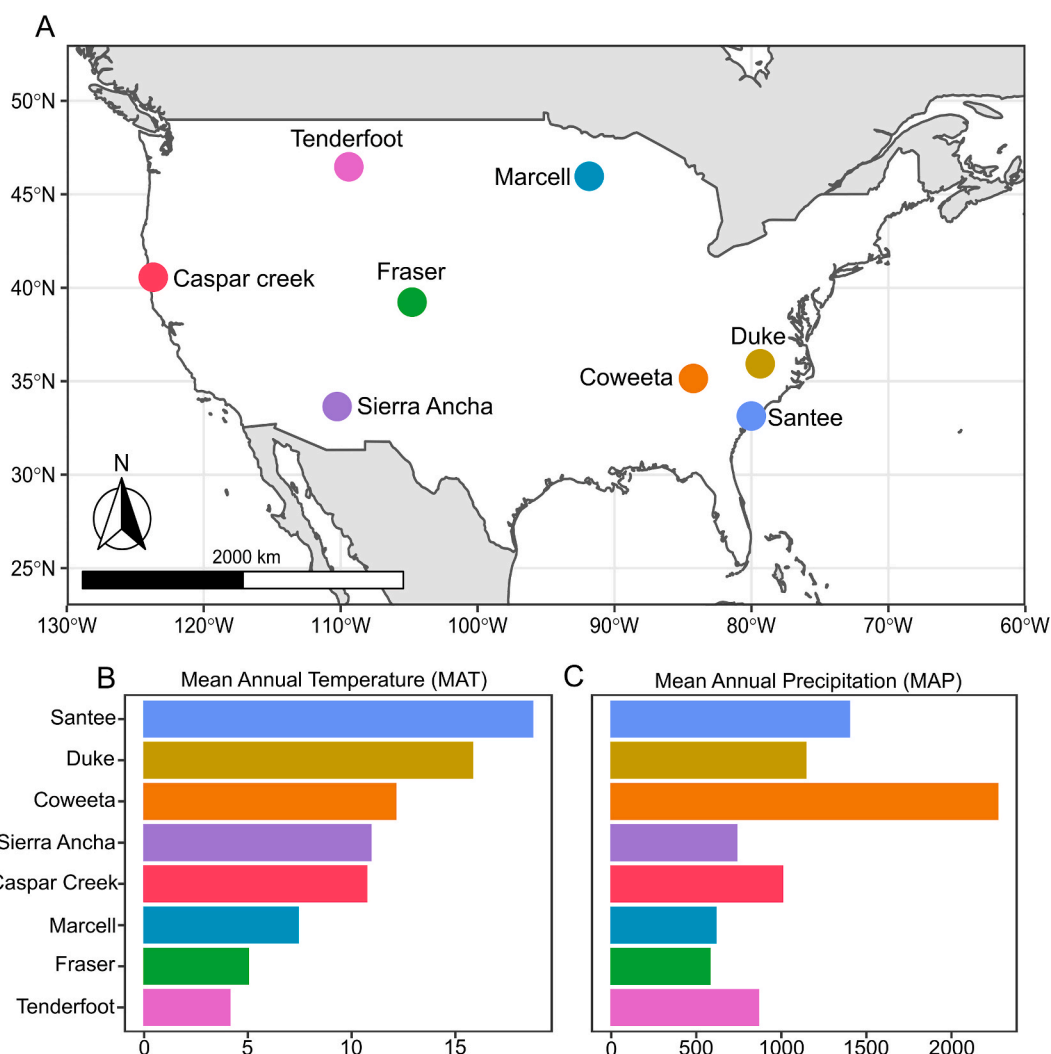 A
50°N
45°N
40°N
35°N
30°N
25°N
Tenderfoot
Marcell
Caspar creek
Fraser
Duke
Coweeta
Sierra Ancha
Santee
N
2000 km
130°W 120°W 110°W 100°W 90°W 80°W 70°W 60°W
B
Mean Annual Temperature (MAT)
Santee
Duke
Coweeta
Sierra Ancha
Caspar Creek
Marcell
Fraser
Tenderfoot
0 5 10 15
C
Mean Annual Precipitation (MAP)
0 500 1000 1500 2000